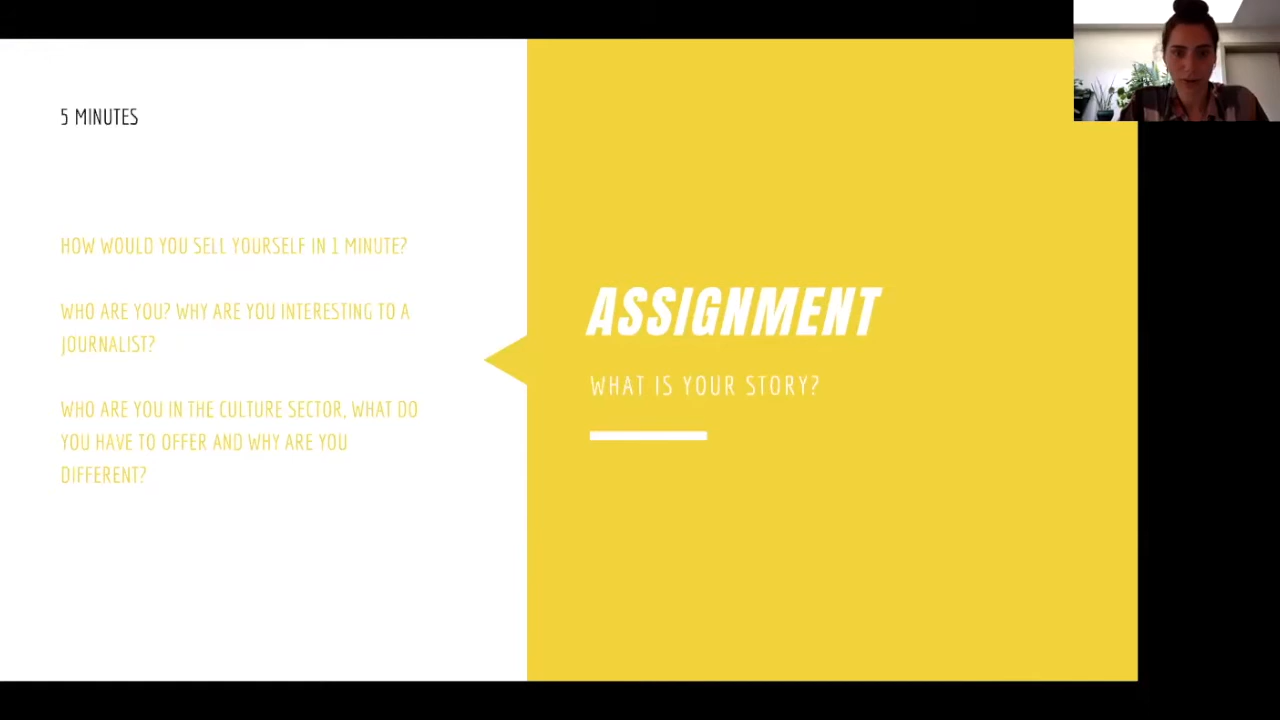 5 MINUTES
HOW WOULD YOU SELL YOURSELF IN 1 MINUTE?
WHO ARE YOU? WHY ARE YOU INTERESTING TO A
JOURNALIST?
WHO ARE YOU IN THE CULTURE SECTOR, WHAT DO
YOU HAVE TO OFFER AND WHY ARE YOU
DIFFERENT?
ASSIGNMENT
WHAT IS YOUR STORY?